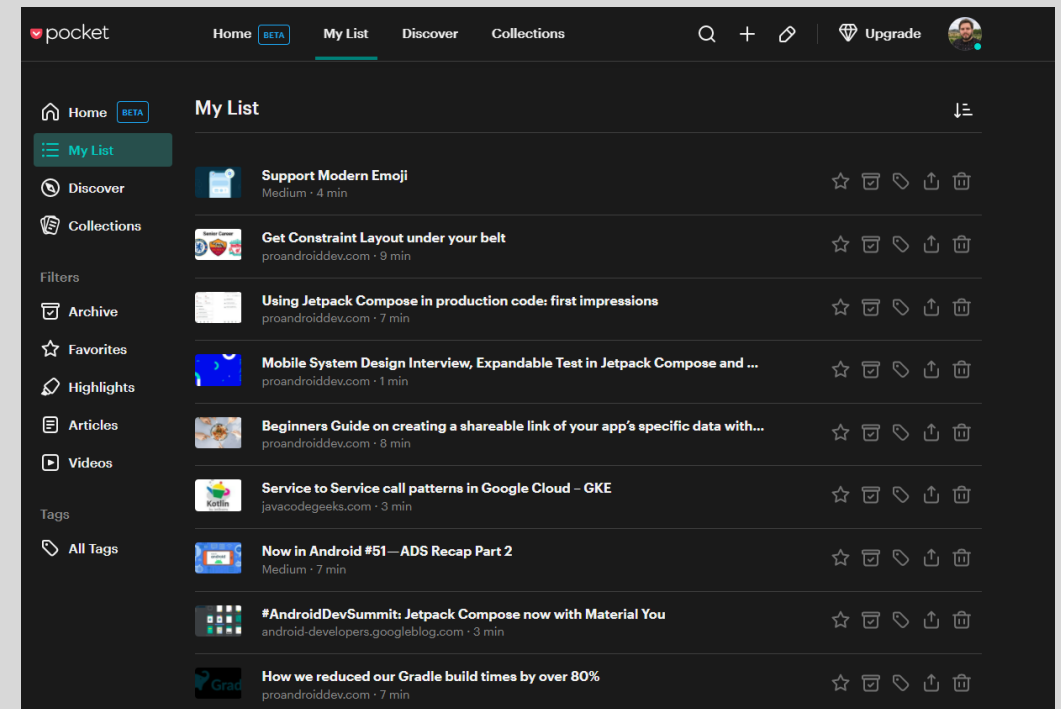 pocket
Home BETA
My List
Discover
Collections
Upgrade
Home BETA
My List
Discover
Collections
Filters
Archive
Favorites
Highlights
Articles
Videos
Tags
All Tags
My List
Support Modern Emoji
Medium · 4 min
Senior Career
Get Constraint Layout under your belt
proandroiddev.com · 9 min
Using Jetpack Compose in production code: first impressions
proandroiddev.com · 7 min
Mobile System Design Interview, Expandable Test in Jetpack Compose and ...
proandroiddev.com · 1 min
Beginners Guide on creating a shareable link of your app’s specific data with...
proandroiddev.com · 8 min
Kotlin
Service to Service call patterns in Google Cloud – GKE
javacodegeeks.com · 3 min
Now in Android #51—ADS Recap Part 2
Medium · 7 min
#AndroidDevSummit: Jetpack Compose now with Material You
android-developers.googleblog.com · 3 min
Grad
How we reduced our Gradle build times by over 80%
proandroiddev.com · 7 min